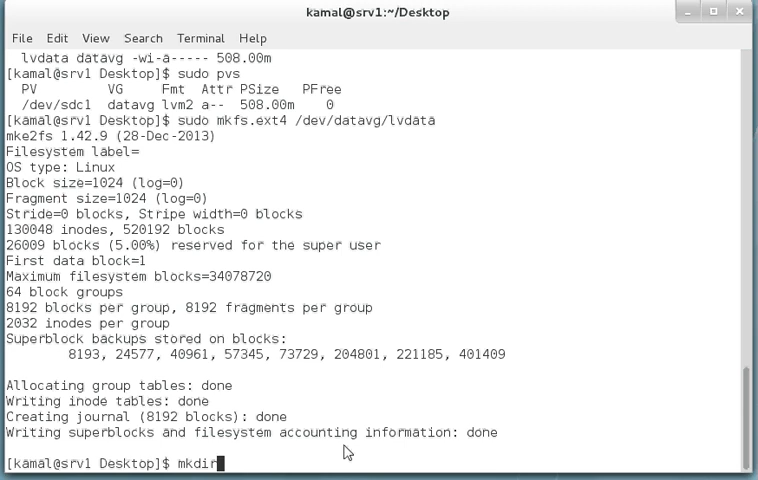 kamal@srv1:~/Desktop
File Edit View Search Terminal Help
lvdata datavg -wi-a----- 508.00m
[kamal@srv1 Desktop]$ sudo pvs
PV VG Fmt Attr PSize PFree
/dev/sdc1 datavg lvm2 a-- 508.00m 0
[kamal@srv1 Desktop]$ sudo mkfs.ext4 /dev/datavg/lvdata
mke2fs 1.42.9 (28-Dec-2013)
Filesystem label=
OS type: Linux
Block size=1024 (log=0)
Fragment size=1024 (log=0)
Stride=0 blocks, Stripe width=0 blocks
130048 inodes, 520192 blocks
26009 blocks (5.00%) reserved for the super user
First data block=1
Maximum filesystem blocks=34078720
64 block groups
8192 blocks per group, 8192 fragments per group
2032 inodes per group
Superblock backups stored on blocks:
8193, 24577, 40961, 57345, 73729, 204801, 221185, 401409
Allocating group tables: done
Writing inode tables: done
Creating journal (8192 blocks): done
Writing superblocks and filesystem accounting information: done
[kamal@srv1 Desktop]$ mkdir